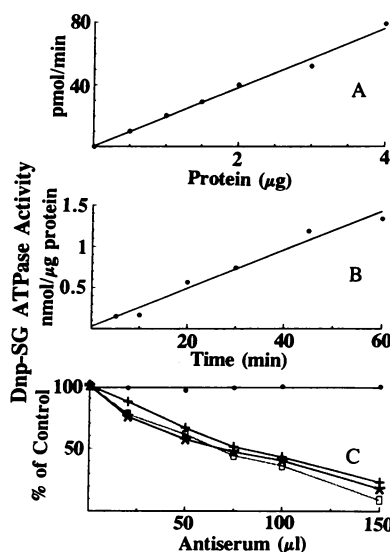 80
40
pmol/min
A
2
4
Protein (µg)
Dnp-SG ATPase Activity
nmol/µg protein
1.5
1
0.5
B
20
40
60
Time (min)
% of Control
100
50
C
50
100
150
Antiserum (µl)